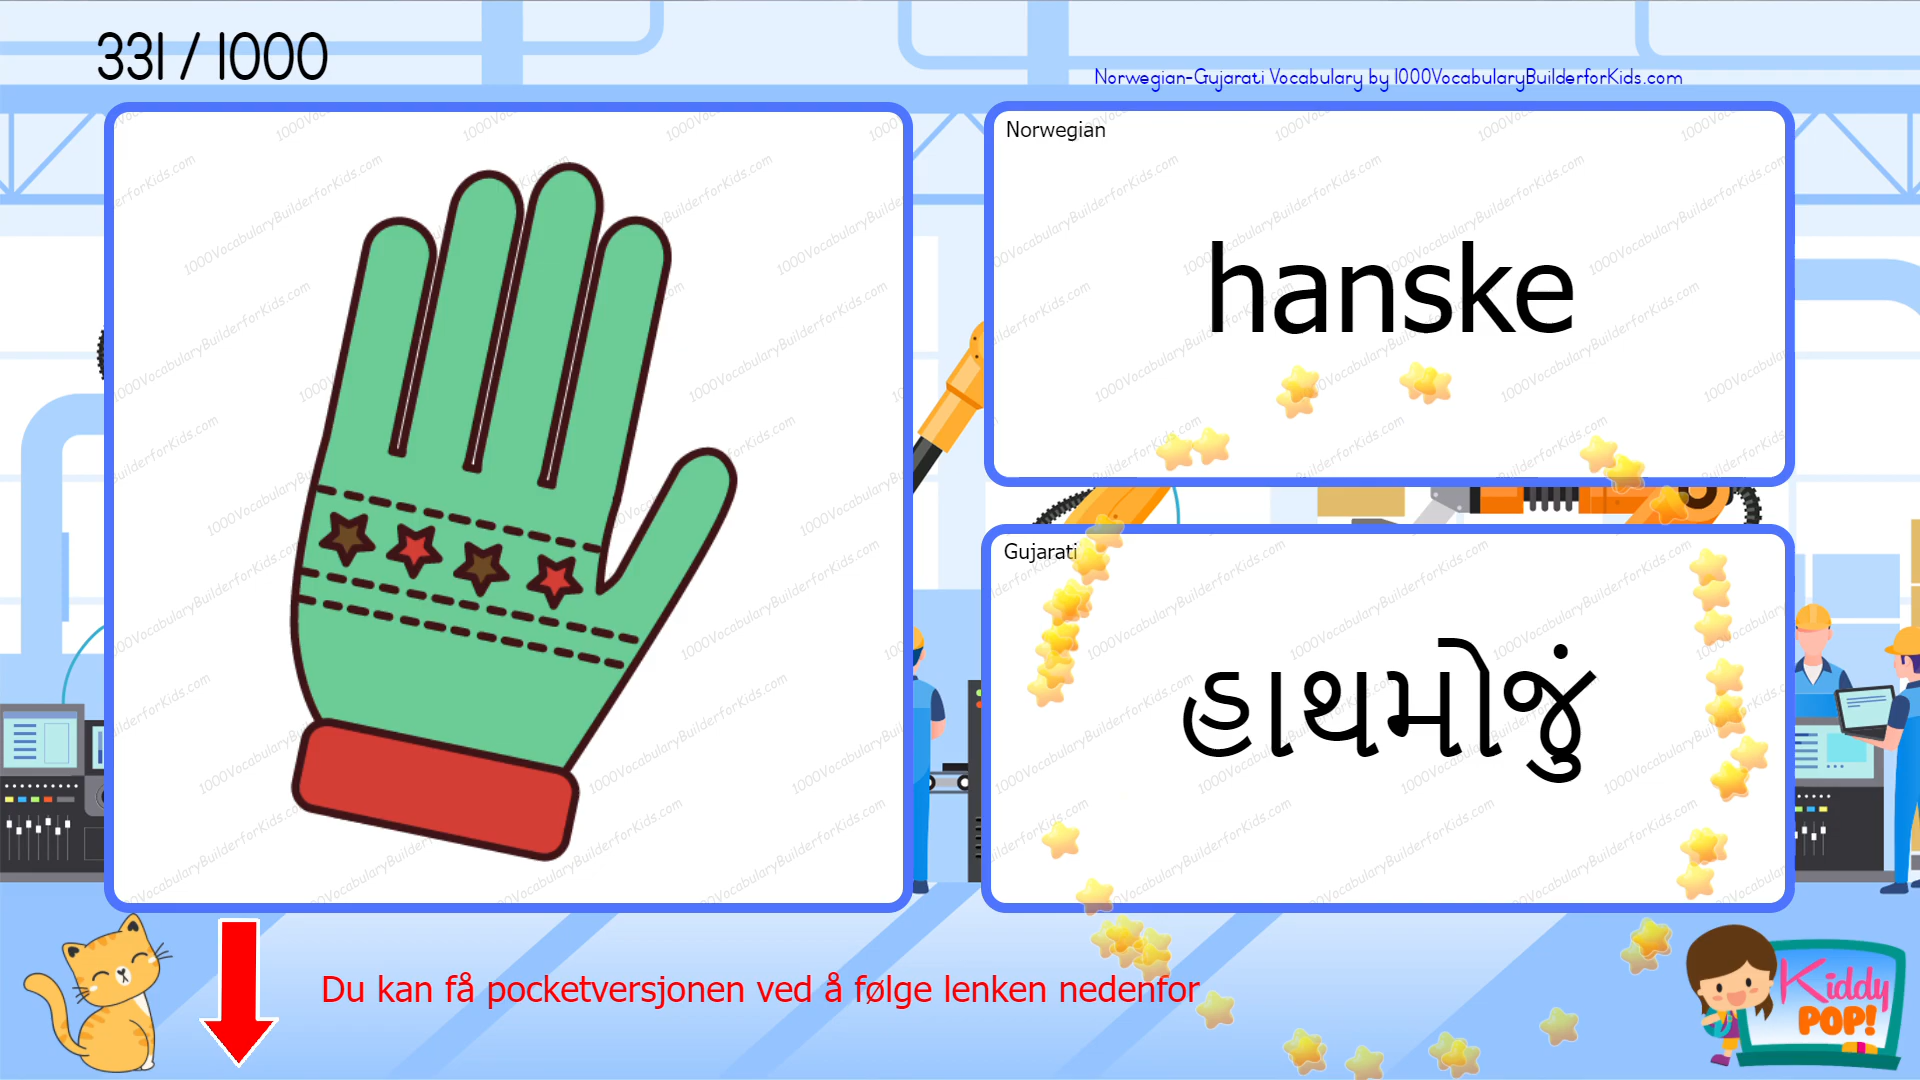 331 / 1000
Norwegian-Gujarati Vocabulary by 1000VocabularyBuilderforKids.com
Norwegian
hanske
Gujarati
હાથમોજું
Du kan få pocketversjonen ved å følge lenken nedenfor
Kiddy
POP!